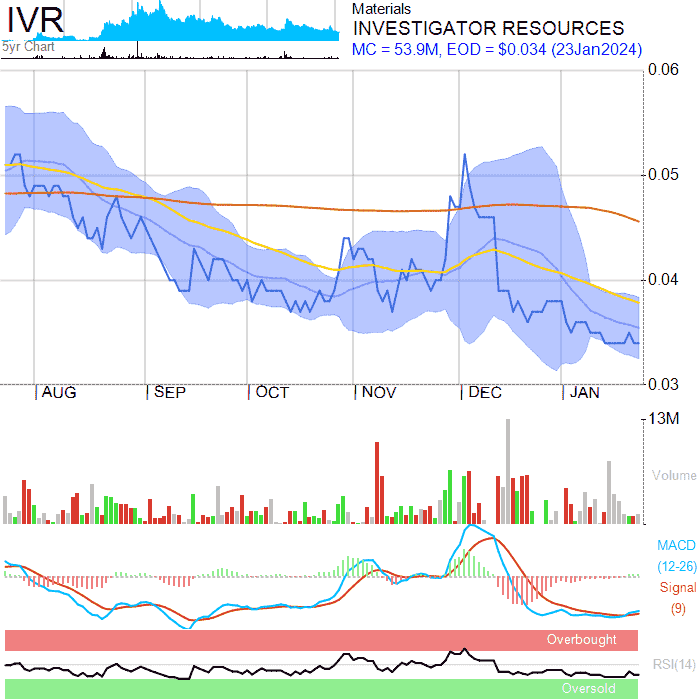 IVR
5yr Chart
Materials
INVESTIGATOR RESOURCES
MC = 53.9M, EOD = $0.034 (23Jan2024)
0.06
0.05
0.04
0.03
AUG SEP OCT NOV DEC JAN
13M
Volume
MACD
(12-26)
Signal
(9)
Overbought
RSI(14)
Oversold